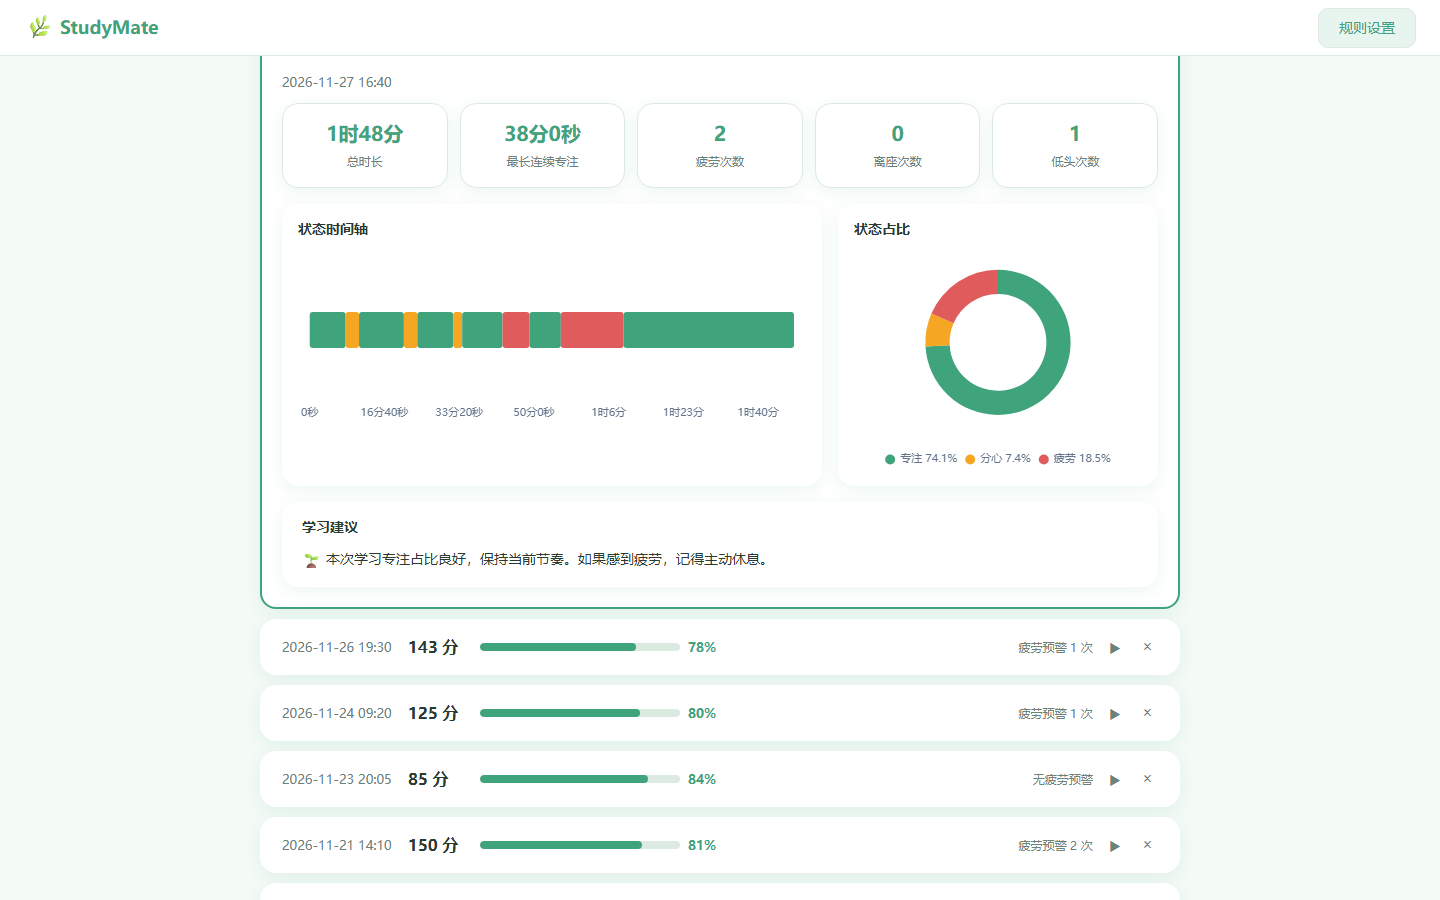 StudyMate
规则设置
2026-11-27 16:40
1时48分
总时长
38分0秒
最长连续专注
2
疲劳次数
0
离座次数
1
低头次数
状态时间轴
0秒 16分40秒 33分20秒 50分0秒 1时6分 1时23分 1时40分
状态占比
专注 74.1% 分心 7.4% 疲劳 18.5%
学习建议
本次学习专注占比良好，保持当前节奏。如果感到疲劳，记得主动休息。
2026-11-26 19:30 143 分 78% 疲劳预警 1 次 ▶ ×
2026-11-24 09:20 125 分 80% 疲劳预警 1 次 ▶ ×
2026-11-23 20:05 85 分 84% 无疲劳预警 ▶ ×
2026-11-21 14:10 150 分 81% 疲劳预警 2 次 ▶ ×